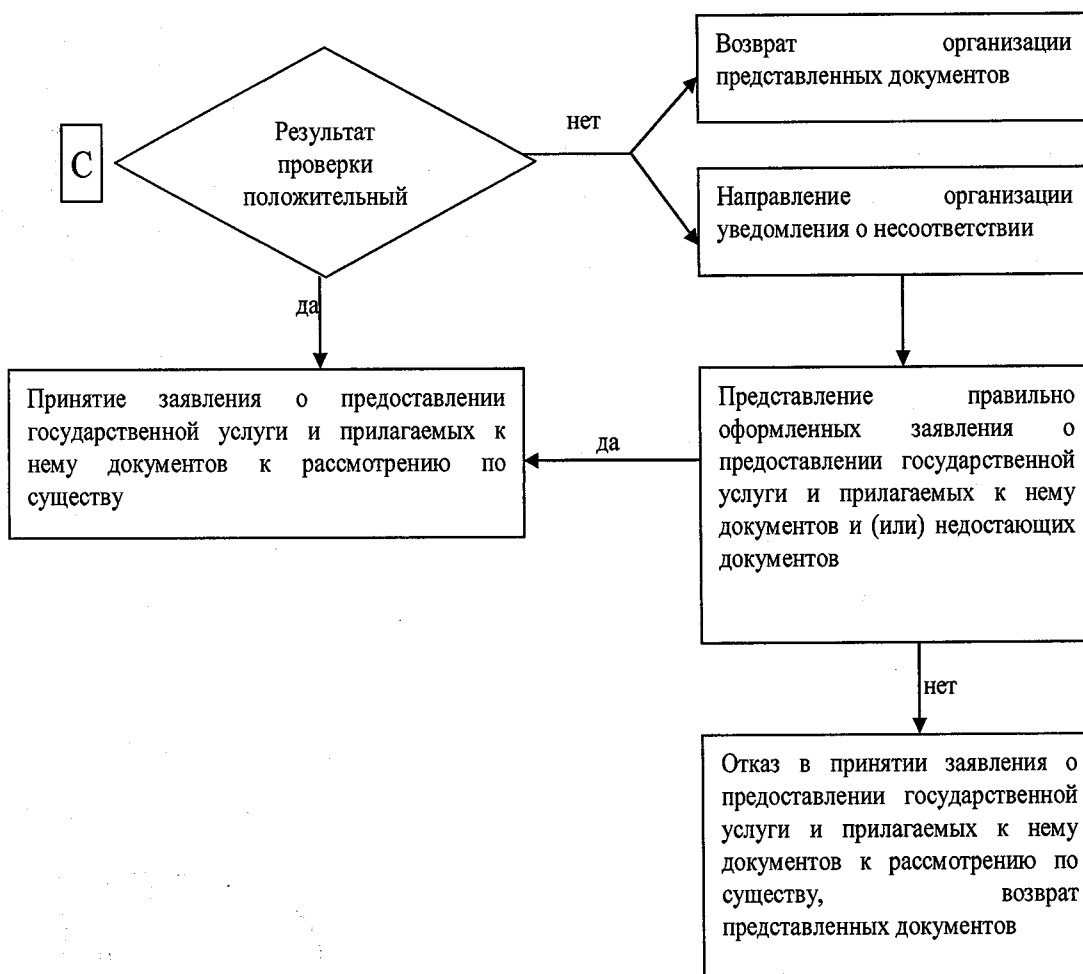 Возврат организации
представленных документов
нет
С
Результат
проверки
положительный
Направление организации
уведомления о несоответствии
да
Принятие заявления о предоставлении
государственной услуги и прилагаемых к
нему документов к рассмотрению по
существу
да
Представление правильно
оформленных заявления о
предоставлении государственной
услуги и прилагаемых к нему
документов и (или) недостающих
документов
нет
Отказ в принятии заявления о
предоставлении государственной
услуги и прилагаемых к нему
документов к рассмотрению по
существу, возврат
представленных документов